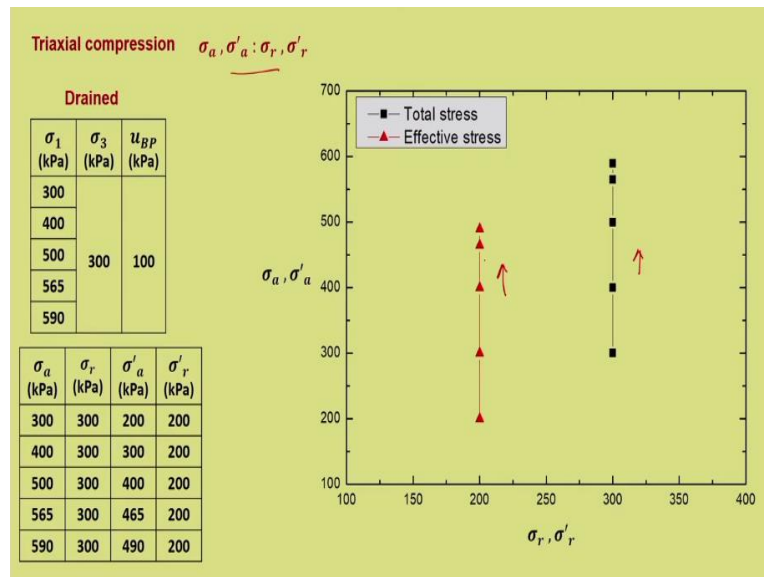 Triaxial compression σₐ, σ'ₐ : σᵣ, σ'ᵣ
Drained
σ₁ (kPa) σ₃ (kPa) u_BP (kPa)
300
400
500 300 100
565
590
σₐ (kPa) σᵣ (kPa) σ'ₐ (kPa) σ'ᵣ (kPa)
300 300 200 200
400 300 300 200
500 300 400 200
565 300 465 200
590 300 490 200
Total stress
Effective stress
σₐ, σ'ₐ
700
600
500
400
300
200
100
100 150 200 250 300 350 400
σᵣ, σ'ᵣ